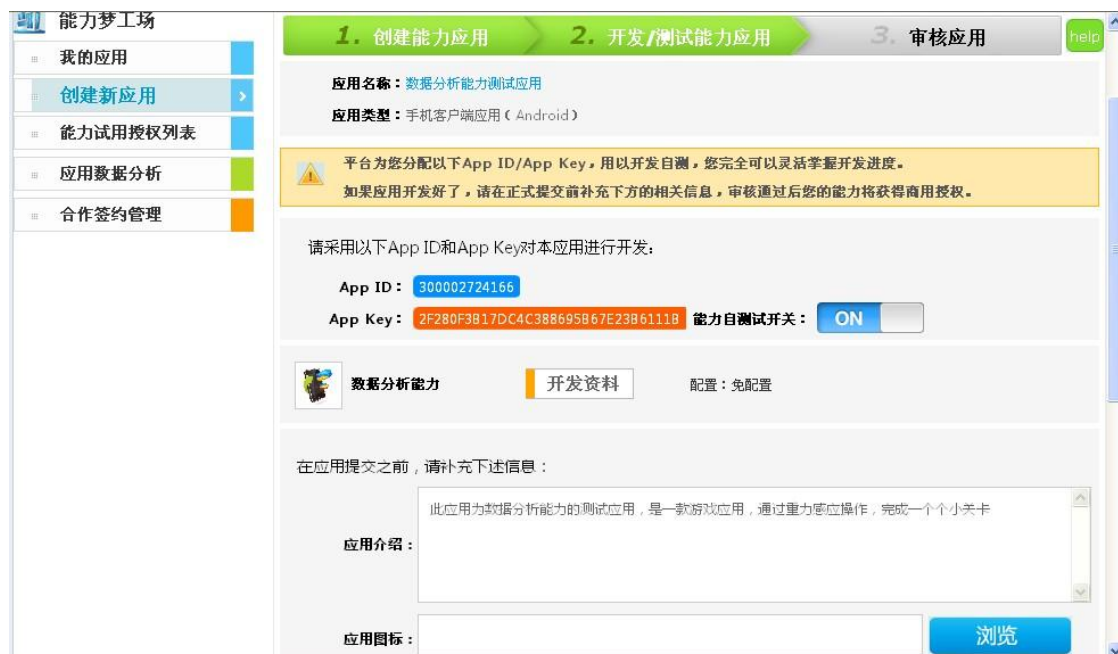 能力梦工场
我的应用
创建新应用
能力试用授权列表
应用数据分析
合作签约管理
1. 创建能力应用 2. 开发/测试能力应用 3. 审核应用 help
应用名称：数据分析能力测试应用
应用类型：手机客户端应用（Android）
平台为您分配以下App ID/App Key，用以开发自测，您完全可以灵活掌握开发进度。
如果应用开发好了，请在正式提交前补充下方的相关信息，审核通过后您的能力将获得商用授权。
请采用以下App ID和App Key对本应用进行开发：
App ID： 300002724166
App Key： 2F280F3B17DC4C388695B67E23B6111B 能力自测试开关： ON
数据分析能力 开发资料 配置：免配置
在应用提交之前，请补充下述信息：
此应用为数据分析能力的测试应用，是一款游戏应用，通过重力感应操作，完成一个个小关卡
应用介绍：
应用图标： 浏览